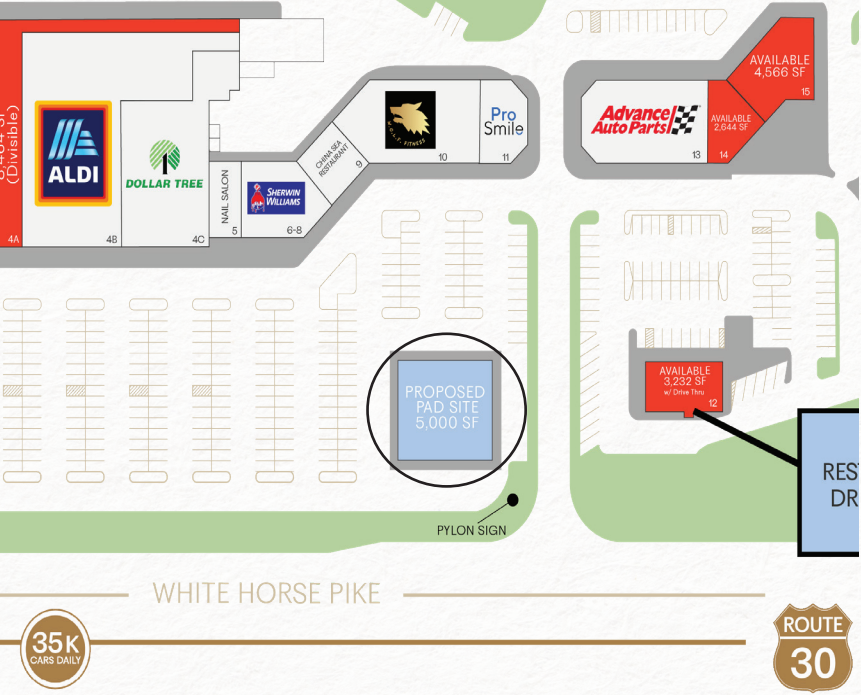 (Divisible)
4A
ALDI
4B
DOLLAR TREE
4C
NAIL SALON
5
SHERWIN
WILLIAMS
6-8
CHINA SEA
RESTAURANT
9
W.O.L.F. FITNESS
10
Pro
Smile
11
Advance
Auto Parts
13
AVAILABLE
2,644 SF
14
AVAILABLE
4,566 SF
15
PROPOSED
PAD SITE
5,000 SF
AVAILABLE
3,232 SF
w/ Drive Thru
12
PYLON SIGN
WHITE HORSE PIKE
35K
CARS DAILY
ROUTE
30